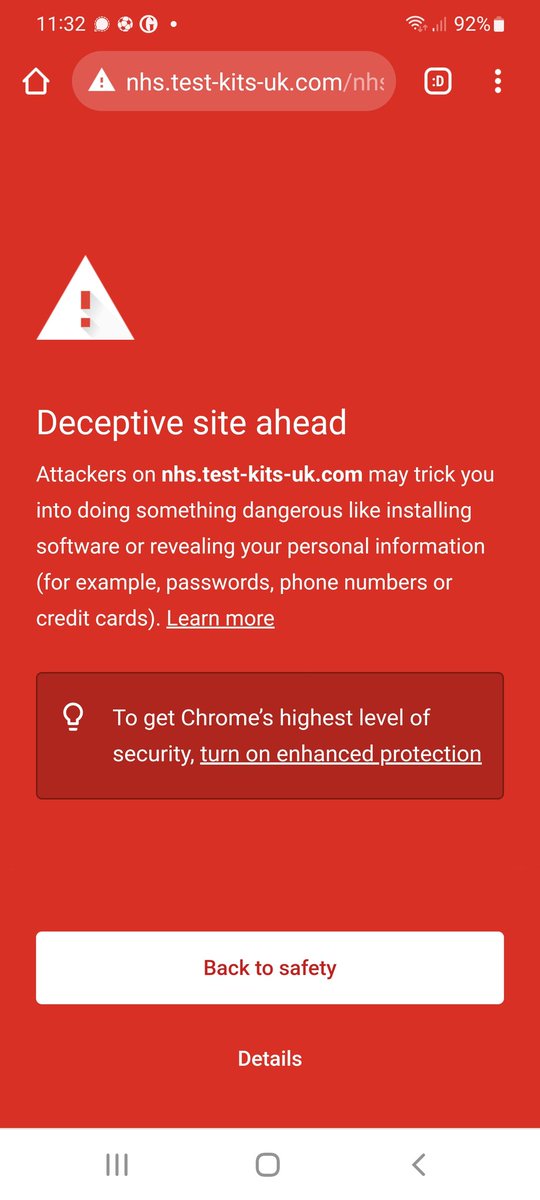 11:32 92%
nhs.test-kits-uk.com/nhs :D
Deceptive site ahead
Attackers on nhs.test-kits-uk.com may trick you
into doing something dangerous like installing
software or revealing your personal information
(for example, passwords, phone numbers or
credit cards). Learn more
To get Chrome’s highest level of
security, turn on enhanced protection
Back to safety
Details